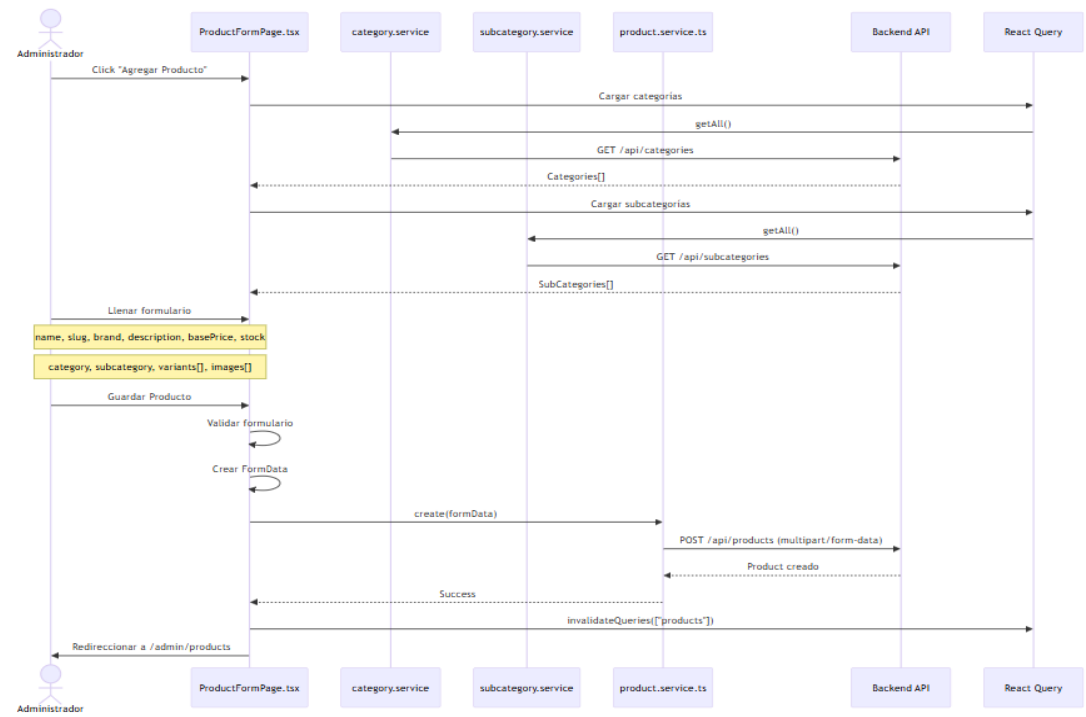 ProductFormPage.tsx
category.service
subcategory.service
product.service.ts
Backend API
React Query
Administrador
Click "Agregar Producto"
Cargar categorías
getAll()
GET /api/categories
Categories[]
Cargar subcategorías
getAll()
GET /api/subcategories
SubCategories[]
Llenar formulario
name, slug, brand, description, basePrice, stock
category, subcategory, variants[], images[]
Guardar Producto
Validar formulario
Crear FormData
create(formData)
POST /api/products (multipart/form-data)
Product creado
Success
invalidateQueries(["products"])
Redireccionar a /admin/products
ProductFormPage.tsx
category.service
subcategory.service
product.service.ts
Backend API
React Query
Administrador